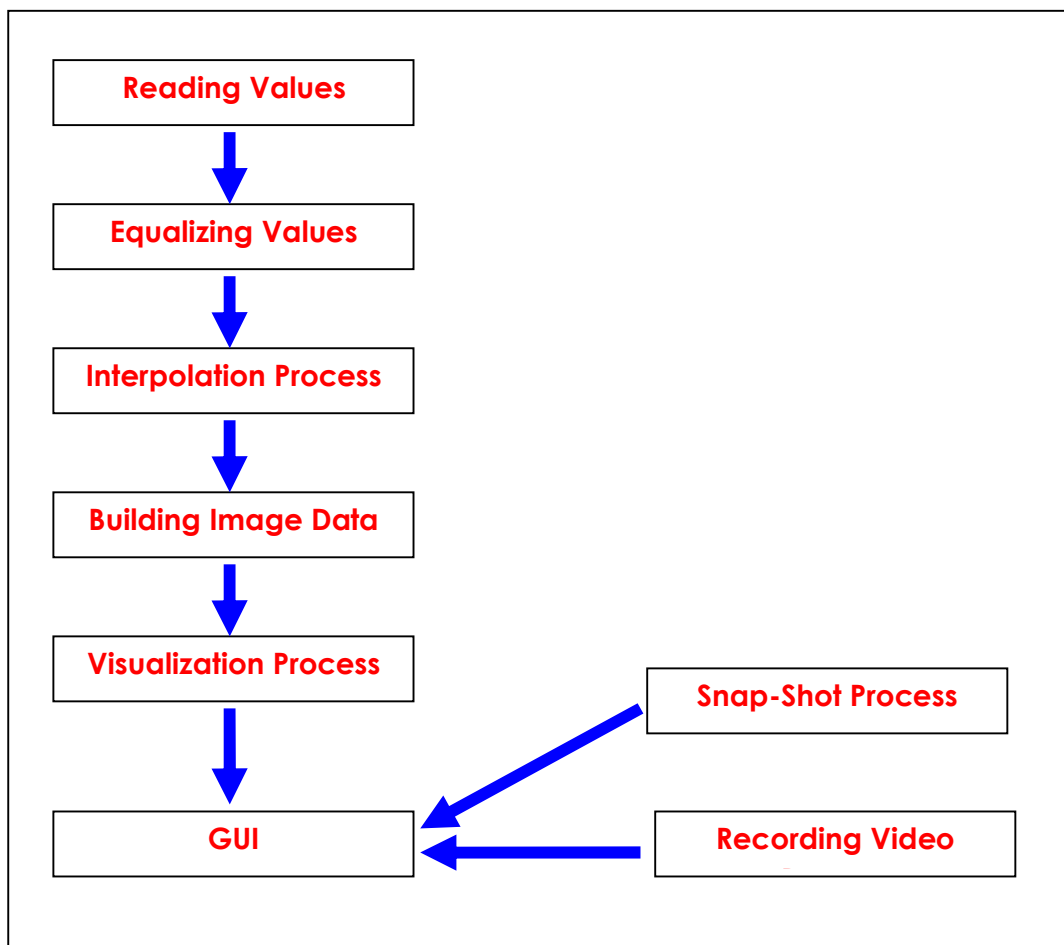 Reading Values
Equalizing Values
Interpolation Process
Building Image Data
Visualization Process
Snap-Shot Process
GUI
Recording Video